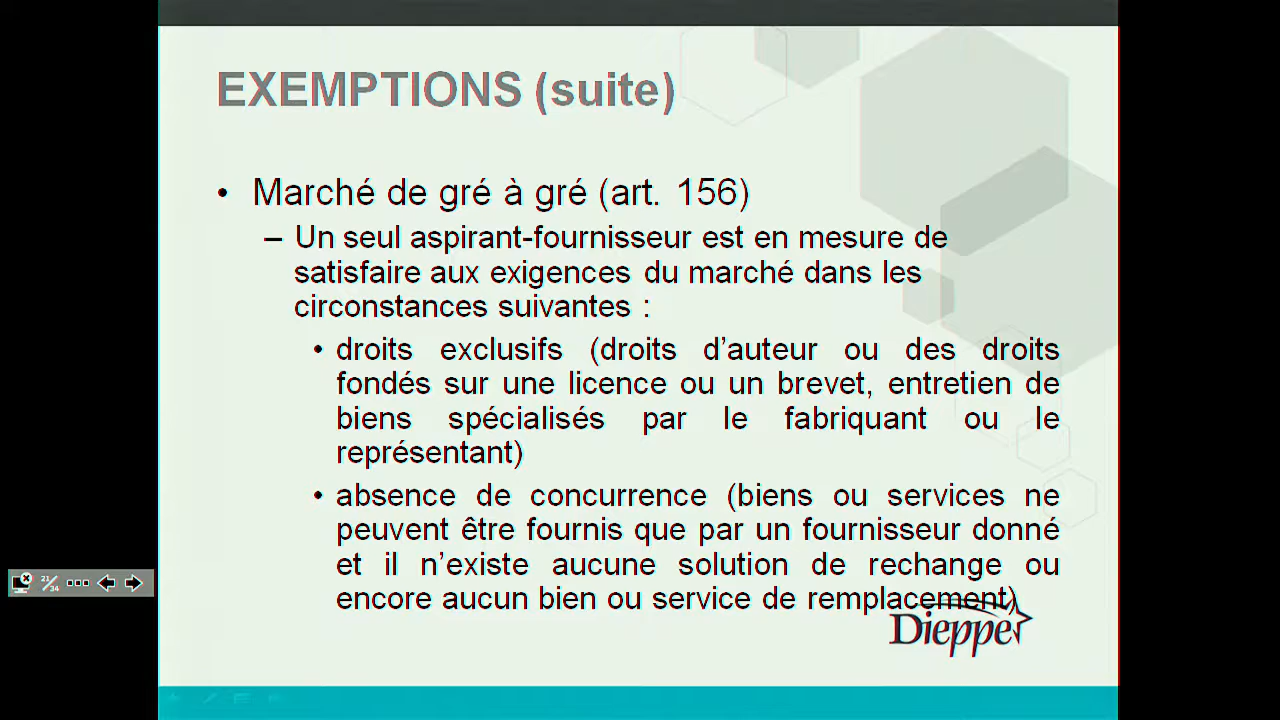 EXEMPTIONS (suite)
• Marché de gré à gré (art. 156)
– Un seul aspirant-fournisseur est en mesure de
satisfaire aux exigences du marché dans les
circonstances suivantes :
• droits exclusifs (droits d’auteur ou des droits
fondés sur une licence ou un brevet, entretien de
biens spécialisés par le fabriquant ou le
représentant)
• absence de concurrence (biens ou services ne
peuvent être fournis que par un fournisseur donné
et il n’existe aucune solution de rechange ou
encore aucun bien ou service de remplacement)
Dieppe
21/34